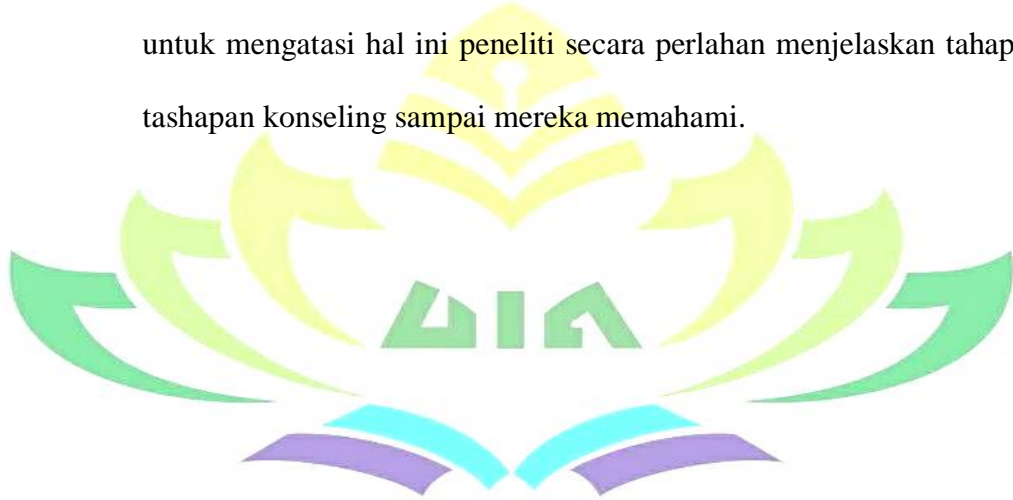 untuk mengatasi hal ini peneliti secara perlahan menjelaskan tahap
tashapan konseling sampai mereka memahami.